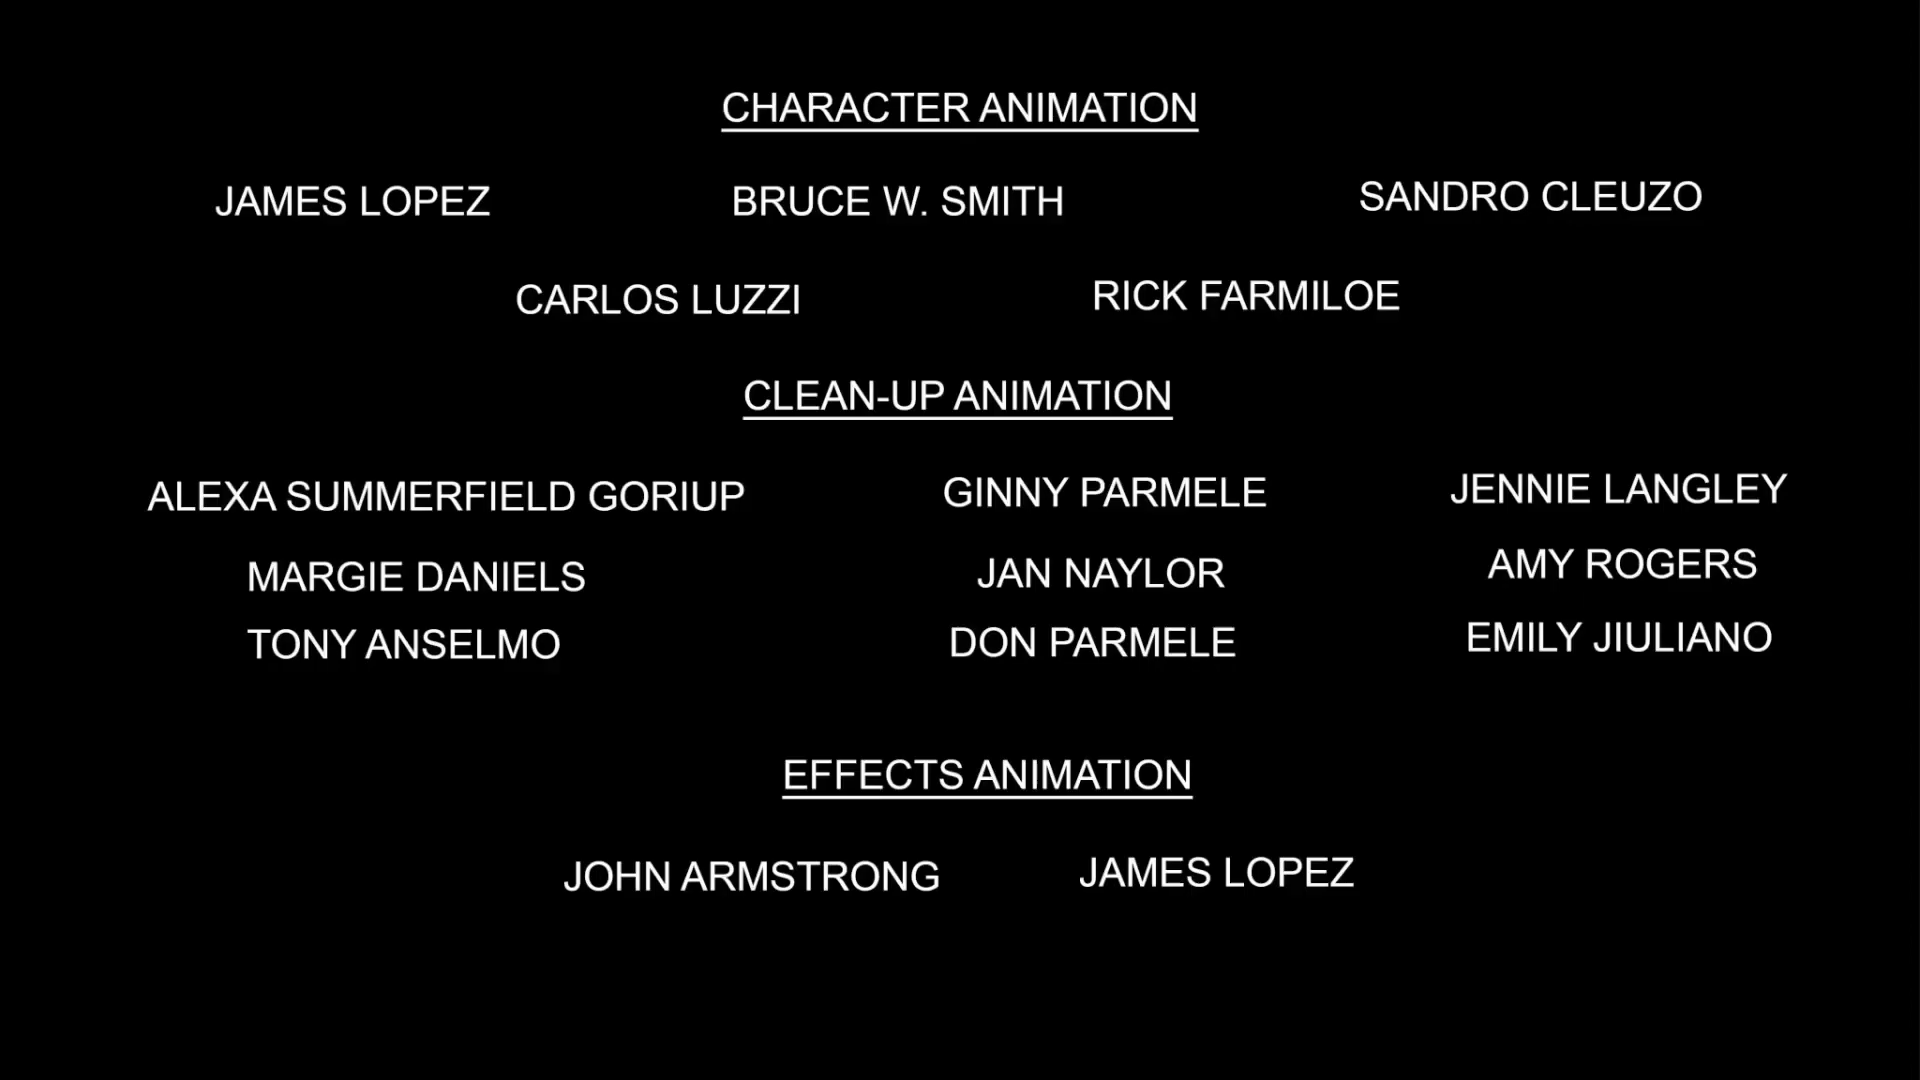 CHARACTER ANIMATION
JAMES LOPEZ BRUCE W. SMITH SANDRO CLEUZO
CARLOS LUZZI RICK FARMILOE
CLEAN-UP ANIMATION
ALEXA SUMMERFIELD GORIUP GINNY PARMELE JENNIE LANGLEY
MARGIE DANIELS JAN NAYLOR AMY ROGERS
TONY ANSELMO DON PARMELE EMILY JIULIANO
EFFECTS ANIMATION
JOHN ARMSTRONG JAMES LOPEZ